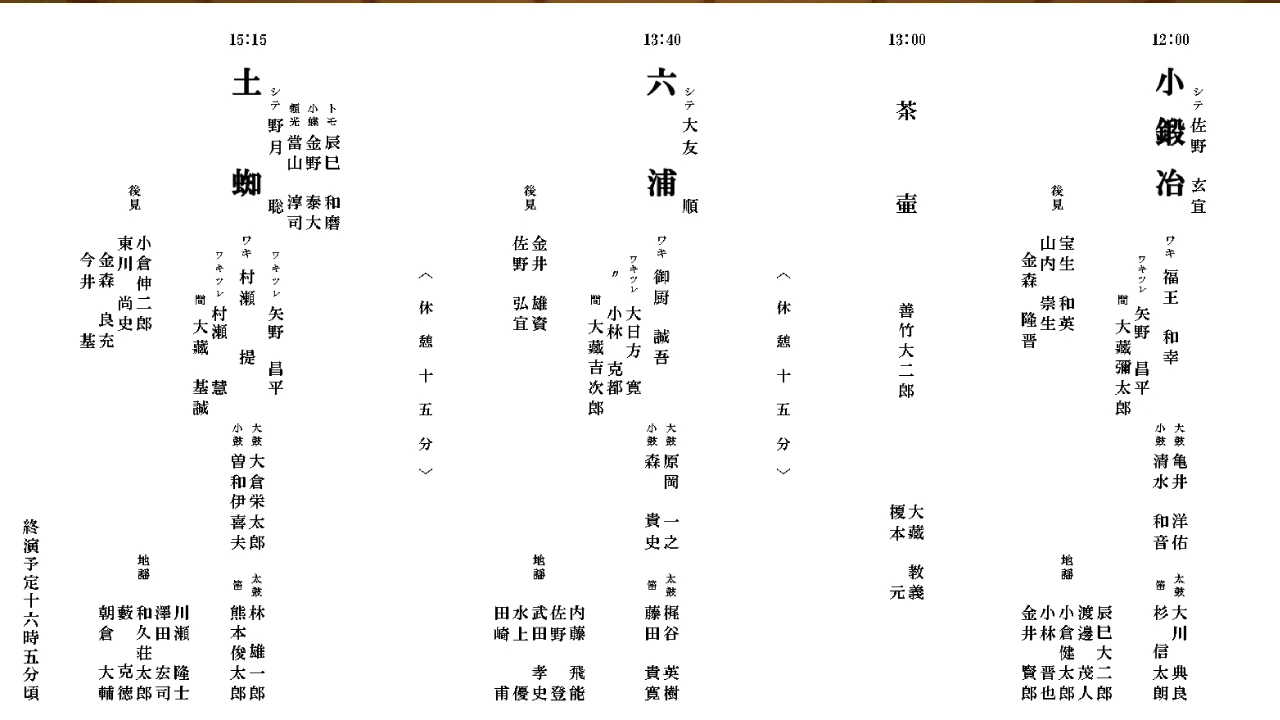 12:00
小鍛冶
シテ 佐野 玄宜
ワキ 福王 和幸
ワキツレ 矢野 昌平
間 大藏彌太郎
大鼓 亀井 洋佑
小鼓 清水 和音
太鼓 大川 典良
笛 杉 信太朗
後見
宝生 和英
山内 崇生
金森 隆晋
地謡
辰巳大二郎
渡邊 茂人
小倉健太郎
小林 晋也
金井 賢郎
13:00
茶壷
善竹大二郎
大藏 教義
榎本 元
〈休憩十五分〉
13:40
六浦
シテ 大友 順
ワキ 御厨 誠吾
ワキツレ 大日方 寛
〃 小林 克都
間 大藏吉次郎
大鼓 原岡 一之
小鼓 森 貴史
太鼓 梶谷 英樹
笛 藤田 貴寛
後見
金井 雄資
佐野 弘宜
地謡
内藤 飛能
佐野 登
武田 孝史
水上 優
田崎 甫
〈休憩十五分〉
15:15
土蜘
トモ 辰巳 和磨
小蝶 金野 泰大
頼光 當山 淳司
シテ 野月 聡
ワキツレ 矢野 昌平
ワキ 村瀬 提
ワキツレ 村瀬 慧
間 大藏 基誠
大鼓 大倉栄太郎
小鼓 曽和伊喜夫
太鼓 林 雄一郎
笛 熊本俊太郎
後見
小倉伸二郎
東川 尚史
金森 良充
今井 基
地謡
川瀬 隆士
澤田 宏司
和久荘太郎
藪 克徳
朝倉 大輔
終演予定十六時五分頃